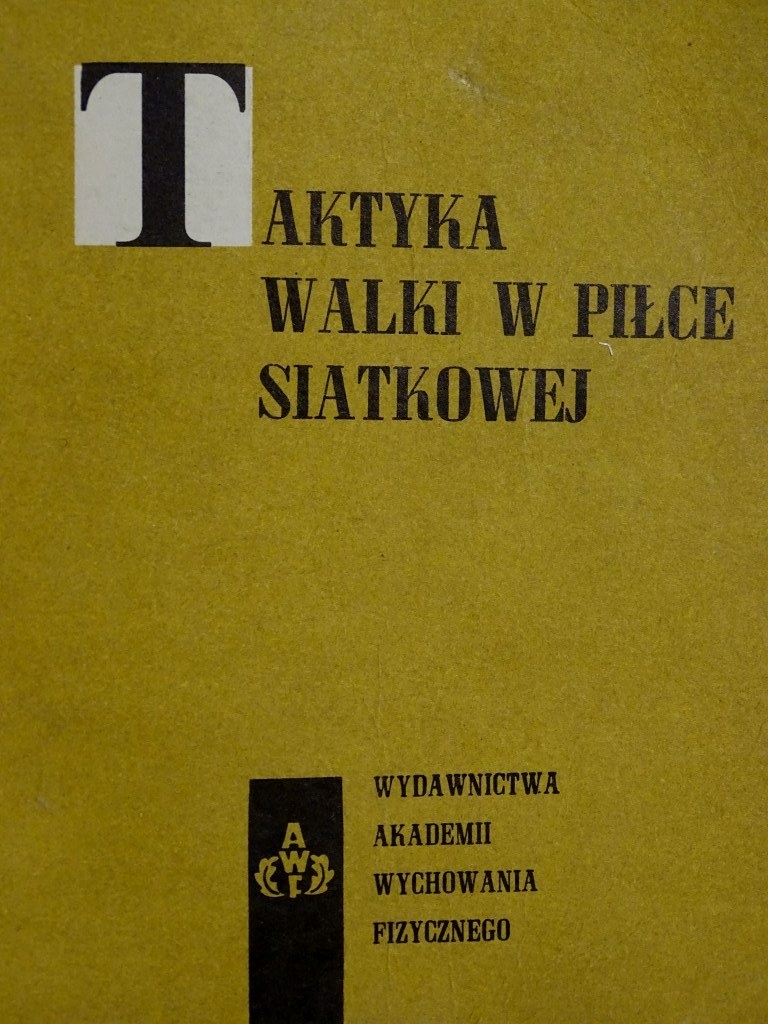 TAKTYKA
WALKI W PIŁCE
SIATKOWEJ
WYDAWNICTWA
AKADEMII
WYCHOWANIA
FIZYCZNEGO
A
W
F